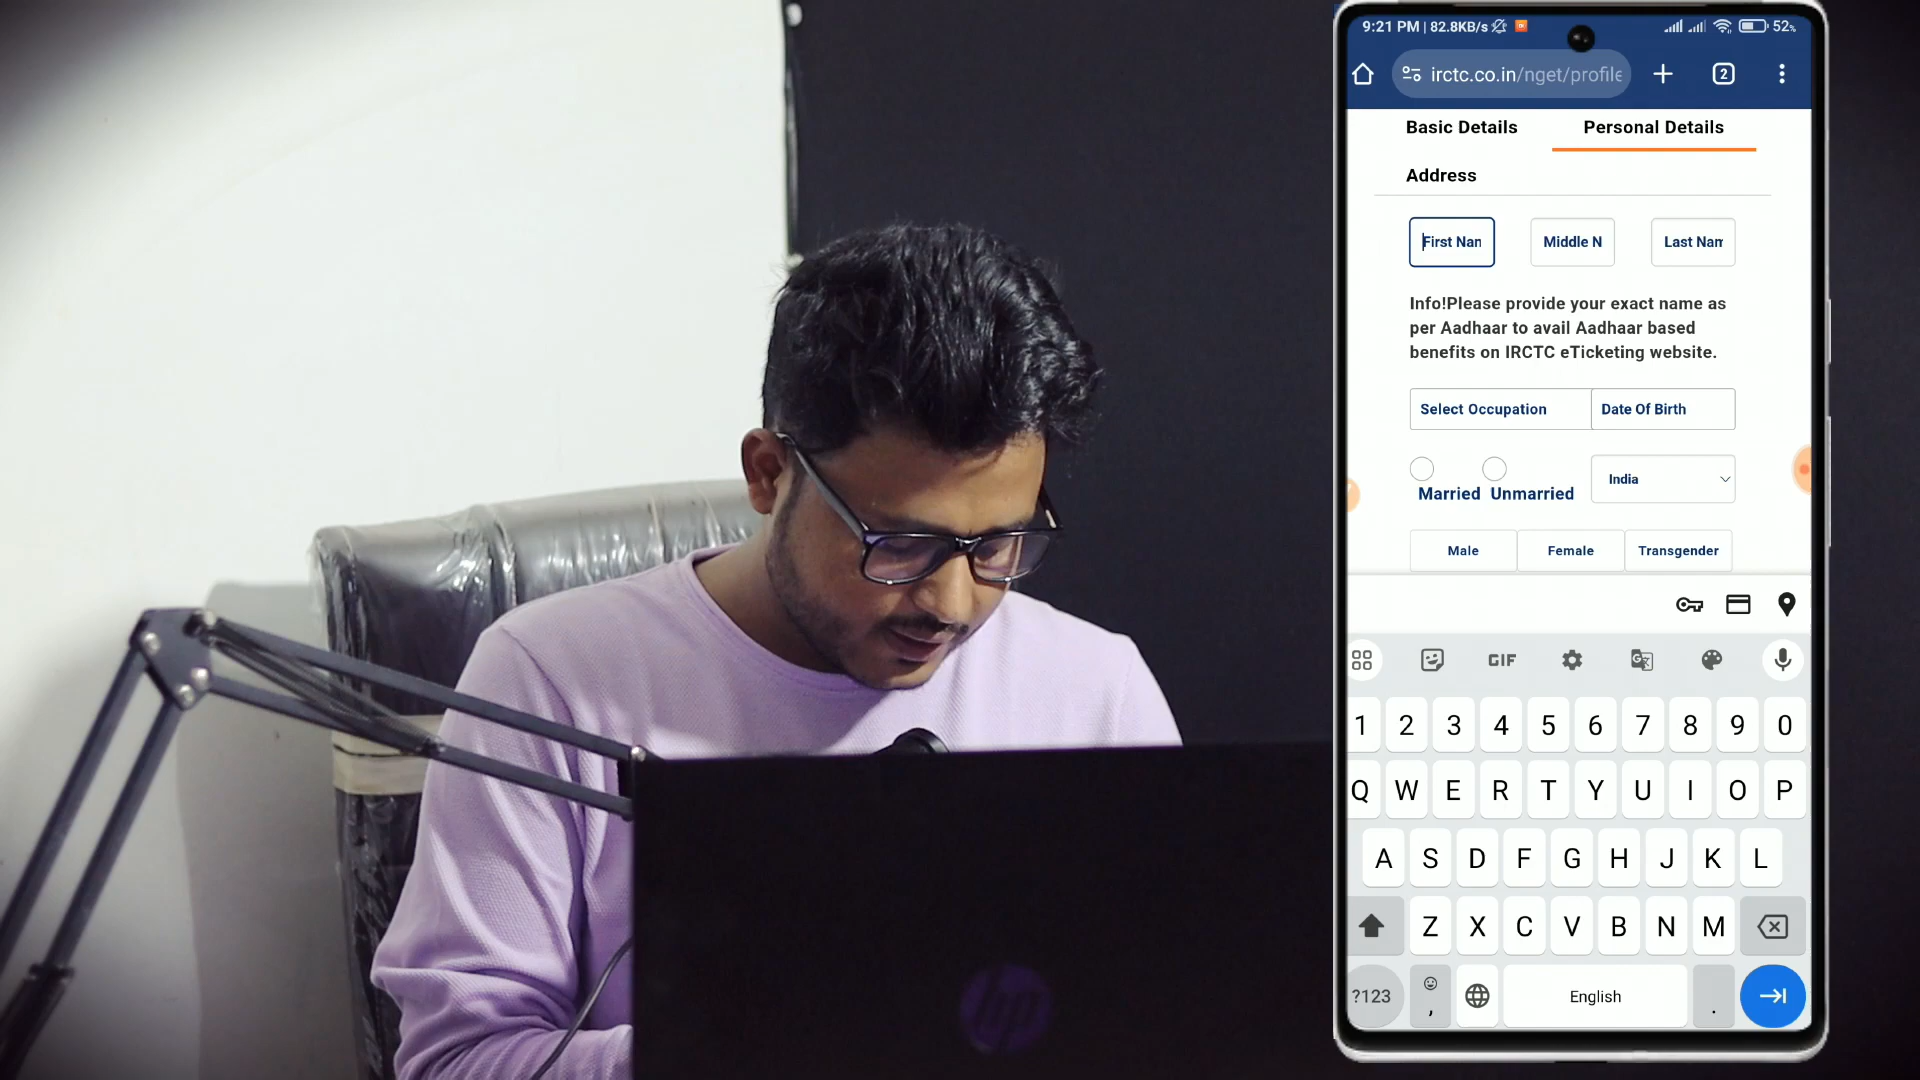 9:21 PM | 82.8KB/s 52%
irctc.co.in/nget/profile 2
Basic Details Personal Details
Address
First Nam Middle N Last Nam
Info!Please provide your exact name as
per Aadhaar to avail Aadhaar based
benefits on IRCTC eTicketing website.
Select Occupation Date Of Birth
Married Unmarried India
Male Female Transgender
GIF
1 2 3 4 5 6 7 8 9 0
Q W E R T Y U I O P
A S D F G H J K L
Z X C V B N M
?123 , English .
hp